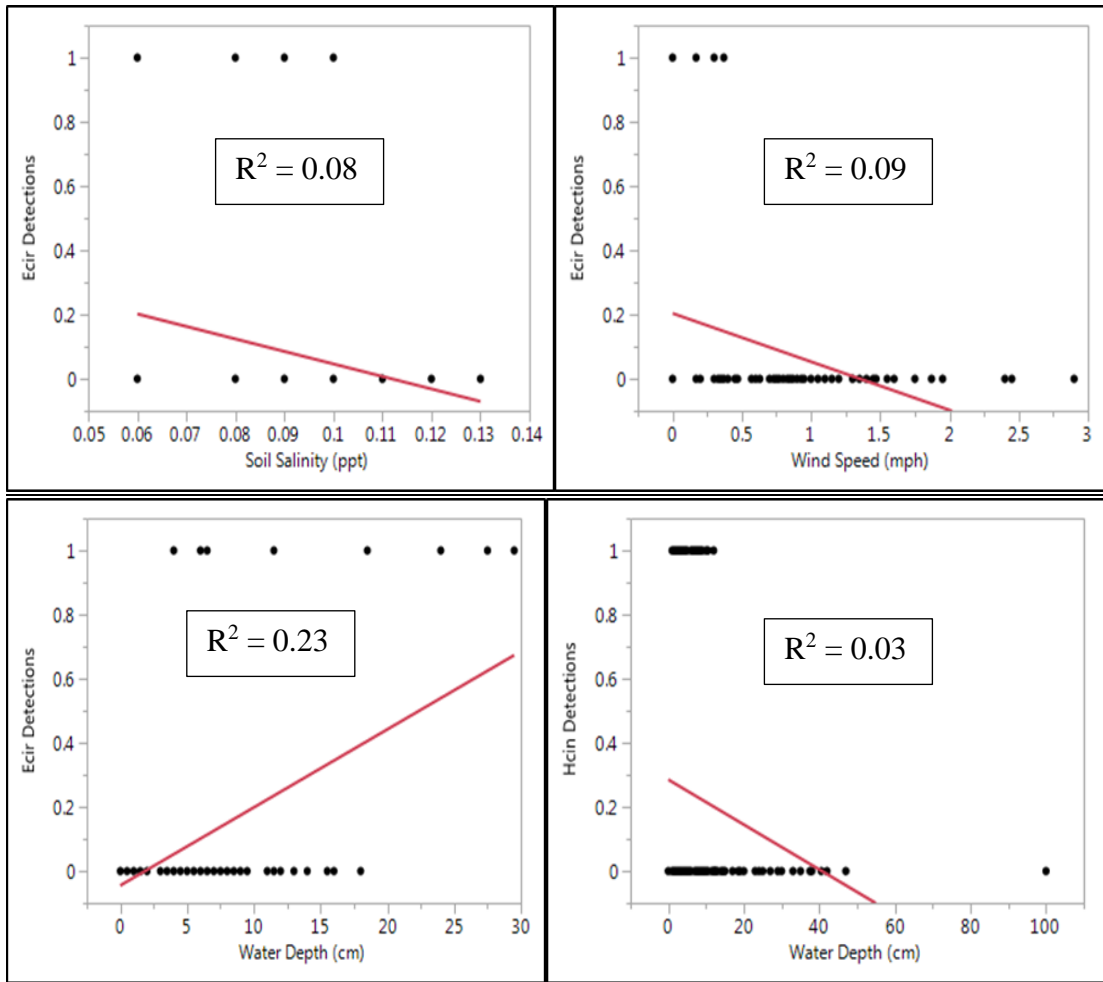 1
0.8
0.6
0.4
0.2
0
Ecir Detections
R² = 0.08
0.05 0.06 0.07 0.08 0.09 0.1 0.11 0.12 0.13 0.14
Soil Salinity (ppt)
1
0.8
0.6
0.4
0.2
0
Ecir Detections
R² = 0.09
0 0.5 1 1.5 2 2.5 3
Wind Speed (mph)
1
0.8
0.6
0.4
0.2
0
Ecir Detections
R² = 0.23
0 5 10 15 20 25 30
Water Depth (cm)
1
0.8
0.6
0.4
0.2
0
Hcin Detections
R² = 0.03
0 20 40 60 80 100
Water Depth (cm)